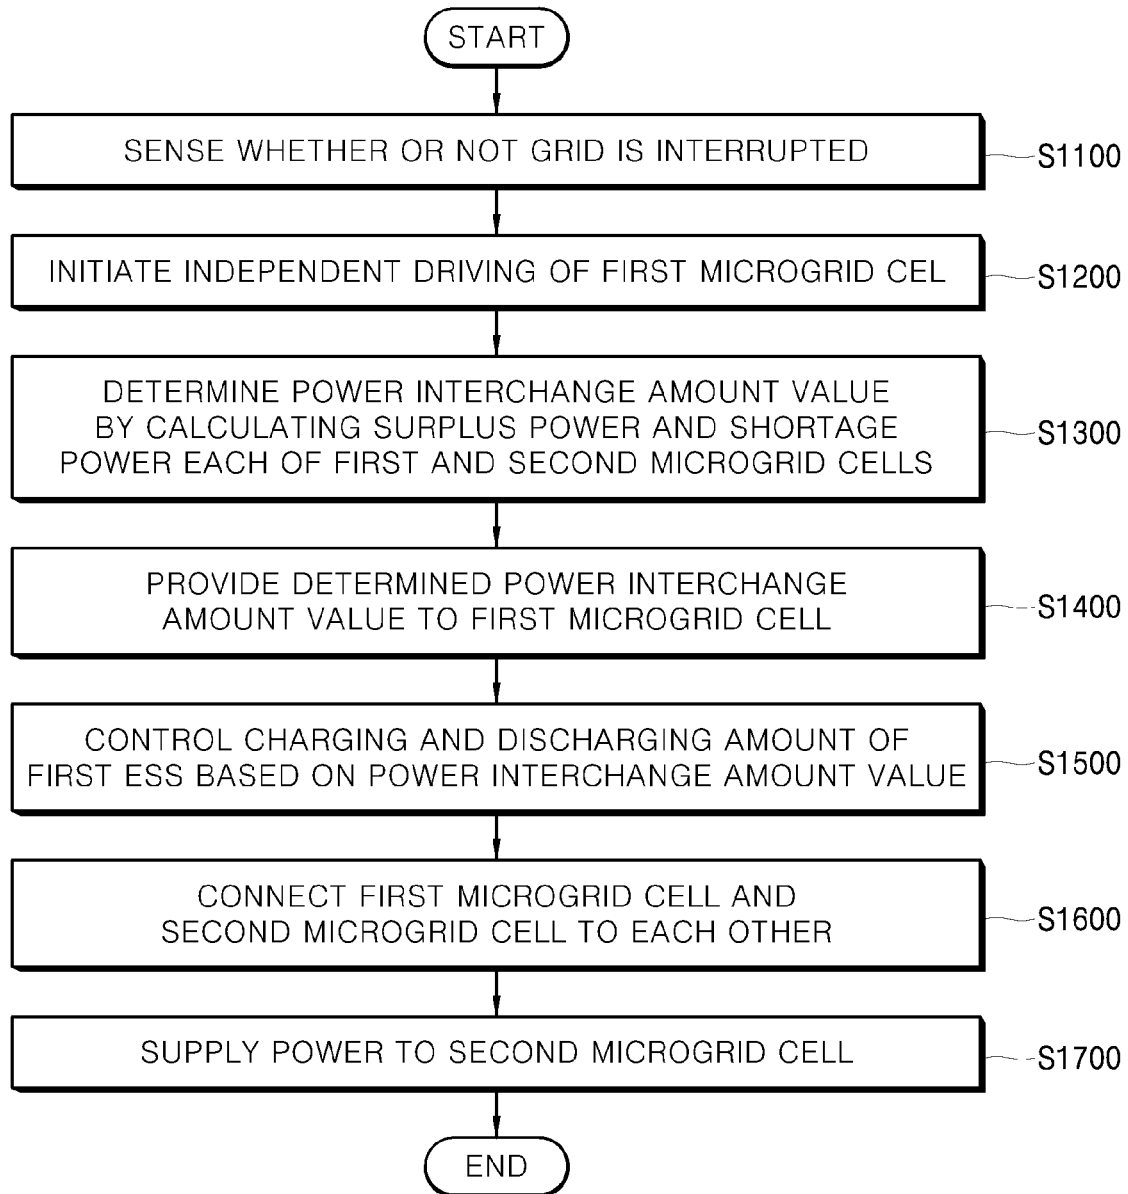 START
SENSE WHETHER OR NOT GRID IS INTERRUPTED
S1100
INITIATE INDEPENDENT DRIVING OF FIRST MICROGRID CEL
S1200
DETERMINE POWER INTERCHANGE AMOUNT VALUE
BY CALCULATING SURPLUS POWER AND SHORTAGE
POWER EACH OF FIRST AND SECOND MICROGRID CELLS
S1300
PROVIDE DETERMINED POWER INTERCHANGE
AMOUNT VALUE TO FIRST MICROGRID CELL
S1400
CONTROL CHARGING AND DISCHARGING AMOUNT OF
FIRST ESS BASED ON POWER INTERCHANGE AMOUNT VALUE
S1500
CONNECT FIRST MICROGRID CELL AND
SECOND MICROGRID CELL TO EACH OTHER
S1600
SUPPLY POWER TO SECOND MICROGRID CELL
S1700
END